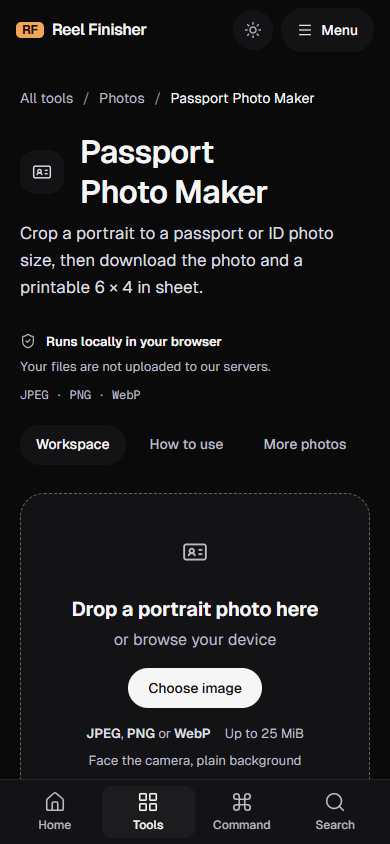 RF Reel Finisher
Menu
All tools / Photos / Passport Photo Maker
Passport
Photo Maker
Crop a portrait to a passport or ID photo
size, then download the photo and a
printable 6 × 4 in sheet.
Runs locally in your browser
Your files are not uploaded to our servers.
JPEG · PNG · WebP
Workspace
How to use
More photos
Drop a portrait photo here
or browse your device
Choose image
JPEG, PNG or WebP Up to 25 MiB
Face the camera, plain background
Home
Tools
Command
Search